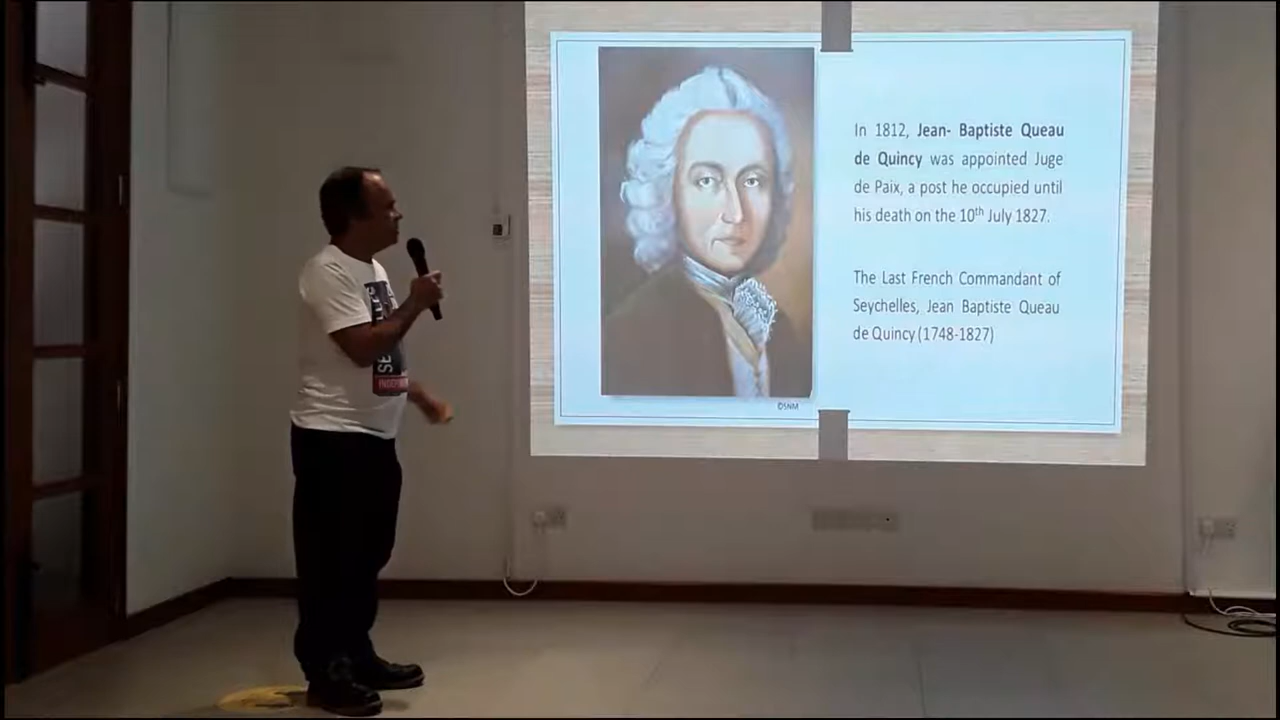 In 1812, Jean- Baptiste Queau
de Quincy was appointed Juge
de Paix, a post he occupied until
his death on the 10th July 1827.
The Last French Commandant of
Seychelles, Jean Baptiste Queau
de Quincy (1748-1827)
©SNM